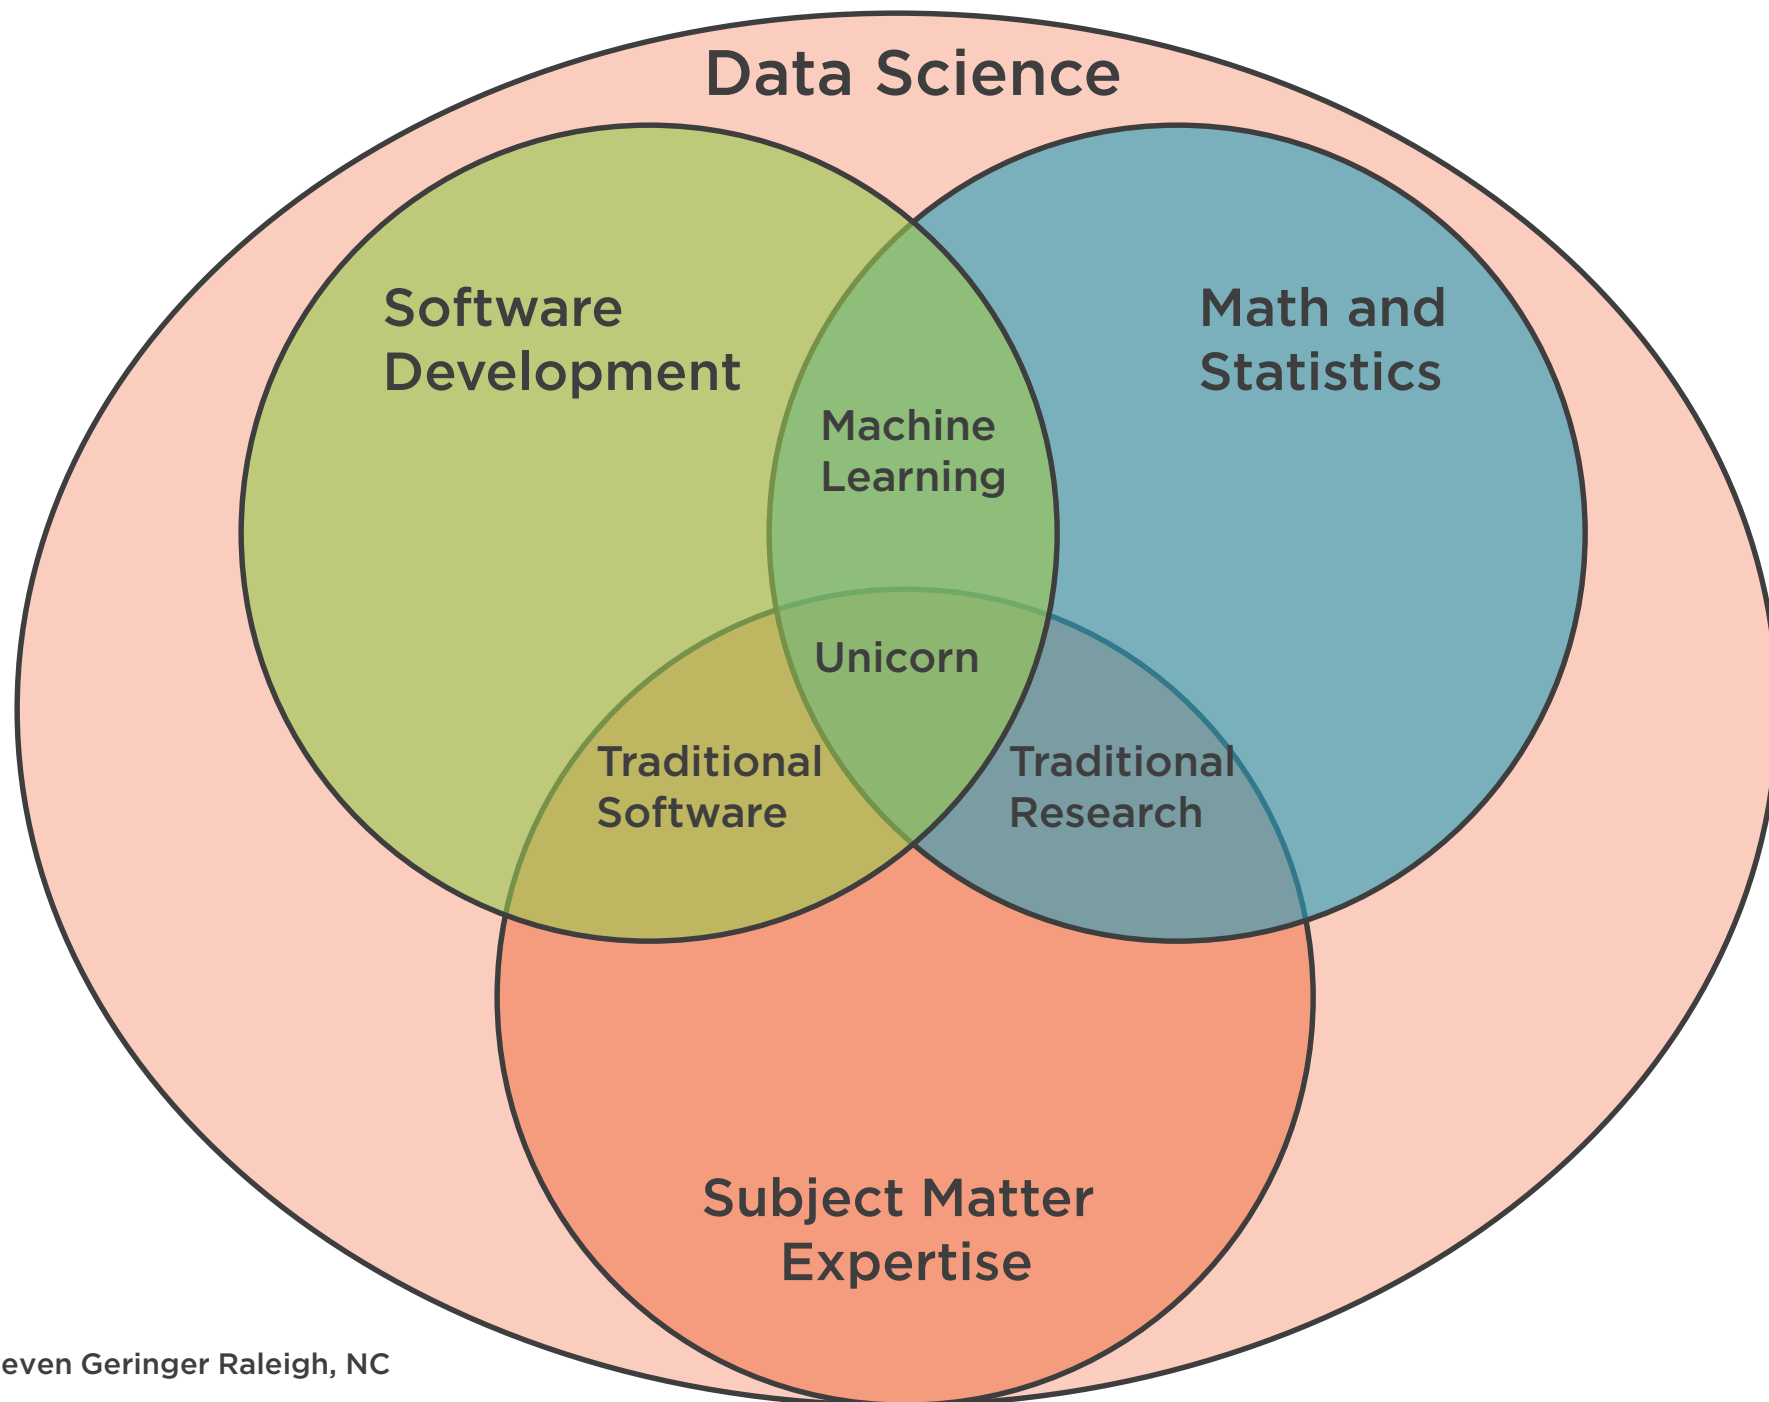 Data Science
Software
Development
Math and
Statistics
Machine
Learning
Unicorn
Traditional
Software
Traditional
Research
Subject Matter
Expertise
even Geringer Raleigh, NC